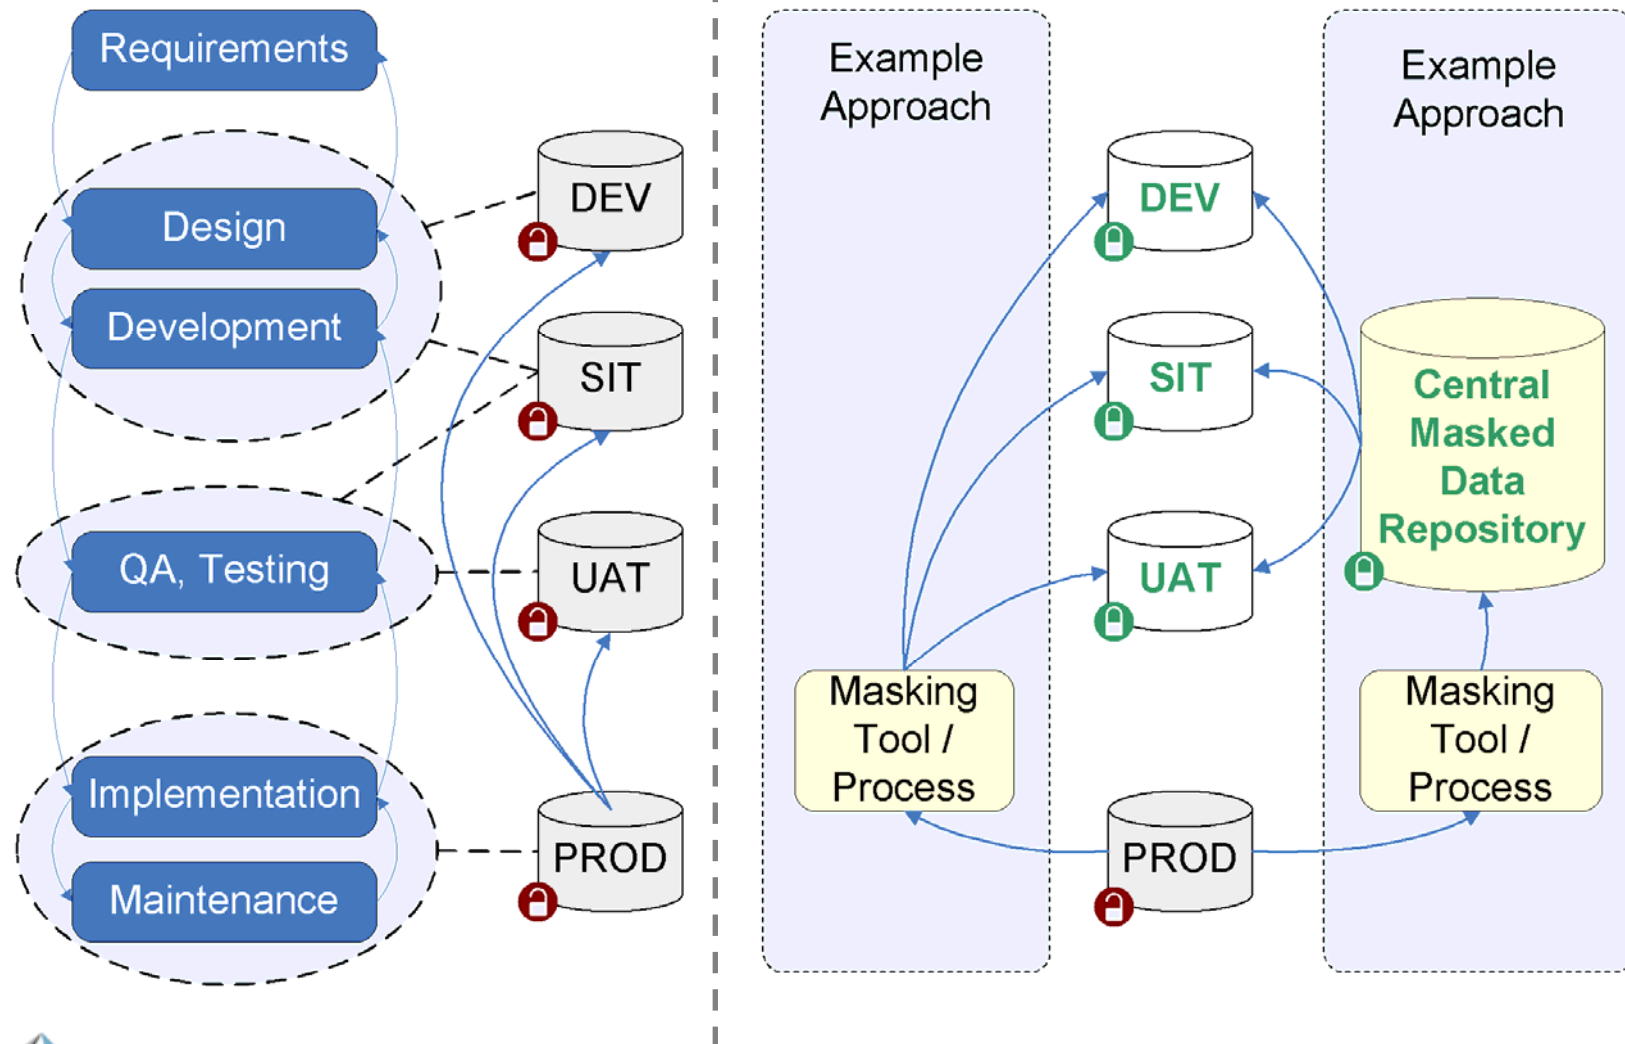 Requirements
Design
Development
QA, Testing
Implementation
Maintenance
DEV
SIT
UAT
PROD
Example
Approach
Masking
Tool /
Process
DEV
SIT
UAT
PROD
Example
Approach
Central
Masked
Data
Repository
Masking
Tool /
Process